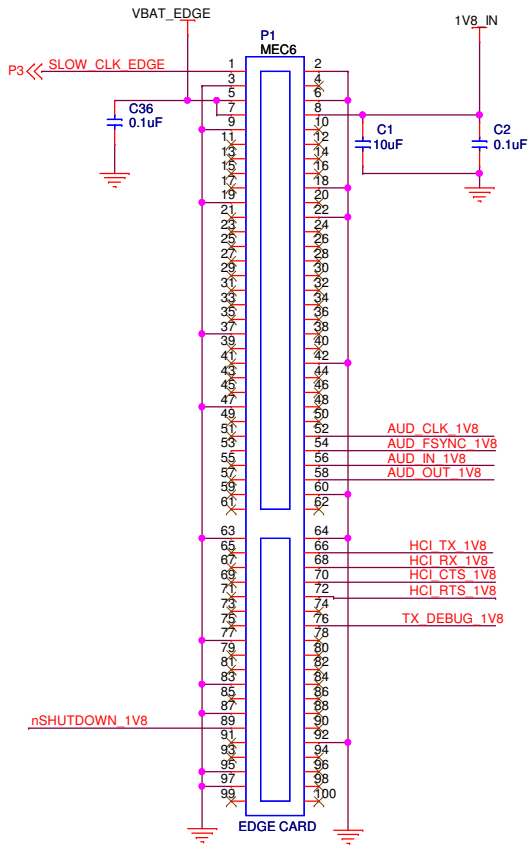 VBAT_EDGE
1V8_IN
P1
MEC6
P3 SLOW_CLK_EDGE
1 2
3 4
5 6
7 8
9 10
11 12
13 14
15 16
17 18
19 20
21 22
23 24
25 26
27 28
29 30
31 32
33 34
35 36
37 38
39 40
41 42
43 44
45 46
47 48
49 50
51 52 AUD_CLK_1V8
53 54 AUD_FSYNC_1V8
55 56 AUD_IN_1V8
57 58 AUD_OUT_1V8
59 60
61 62
63 64
65 66 HCI_TX_1V8
67 68 HCI_RX_1V8
69 70 HCI_CTS_1V8
71 72 HCI_RTS_1V8
73 74
75 76 TX_DEBUG_1V8
77 78
79 80
81 82
83 84
85 86
87 88
nSHUTDOWN_1V8 89 90
91 92
93 94
95 96
97 98
99 100
C36
0.1uF
C1
10uF
C2
0.1uF
EDGE CARD